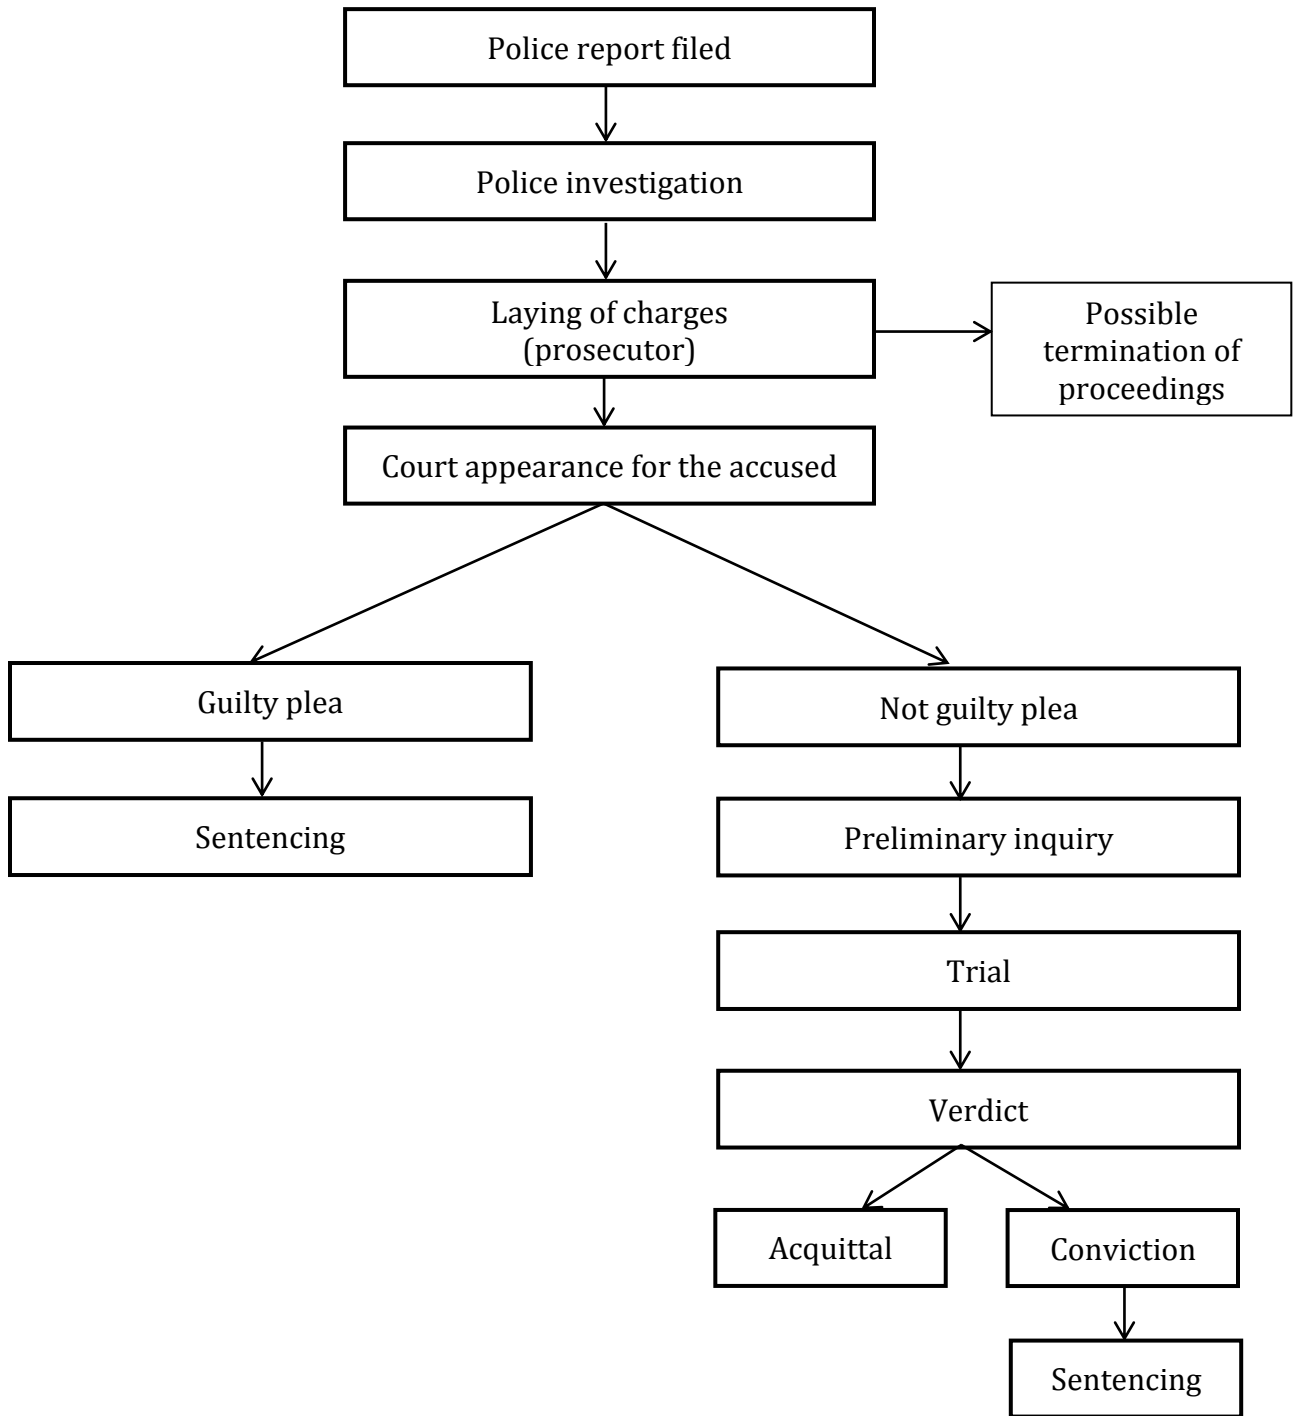 Police report filed
Police investigation
Laying of charges
(prosecutor)
Possible
termination of
proceedings
Court appearance for the accused
Guilty plea
Not guilty plea
Sentencing
Preliminary inquiry
Trial
Verdict
Acquittal
Conviction
Sentencing